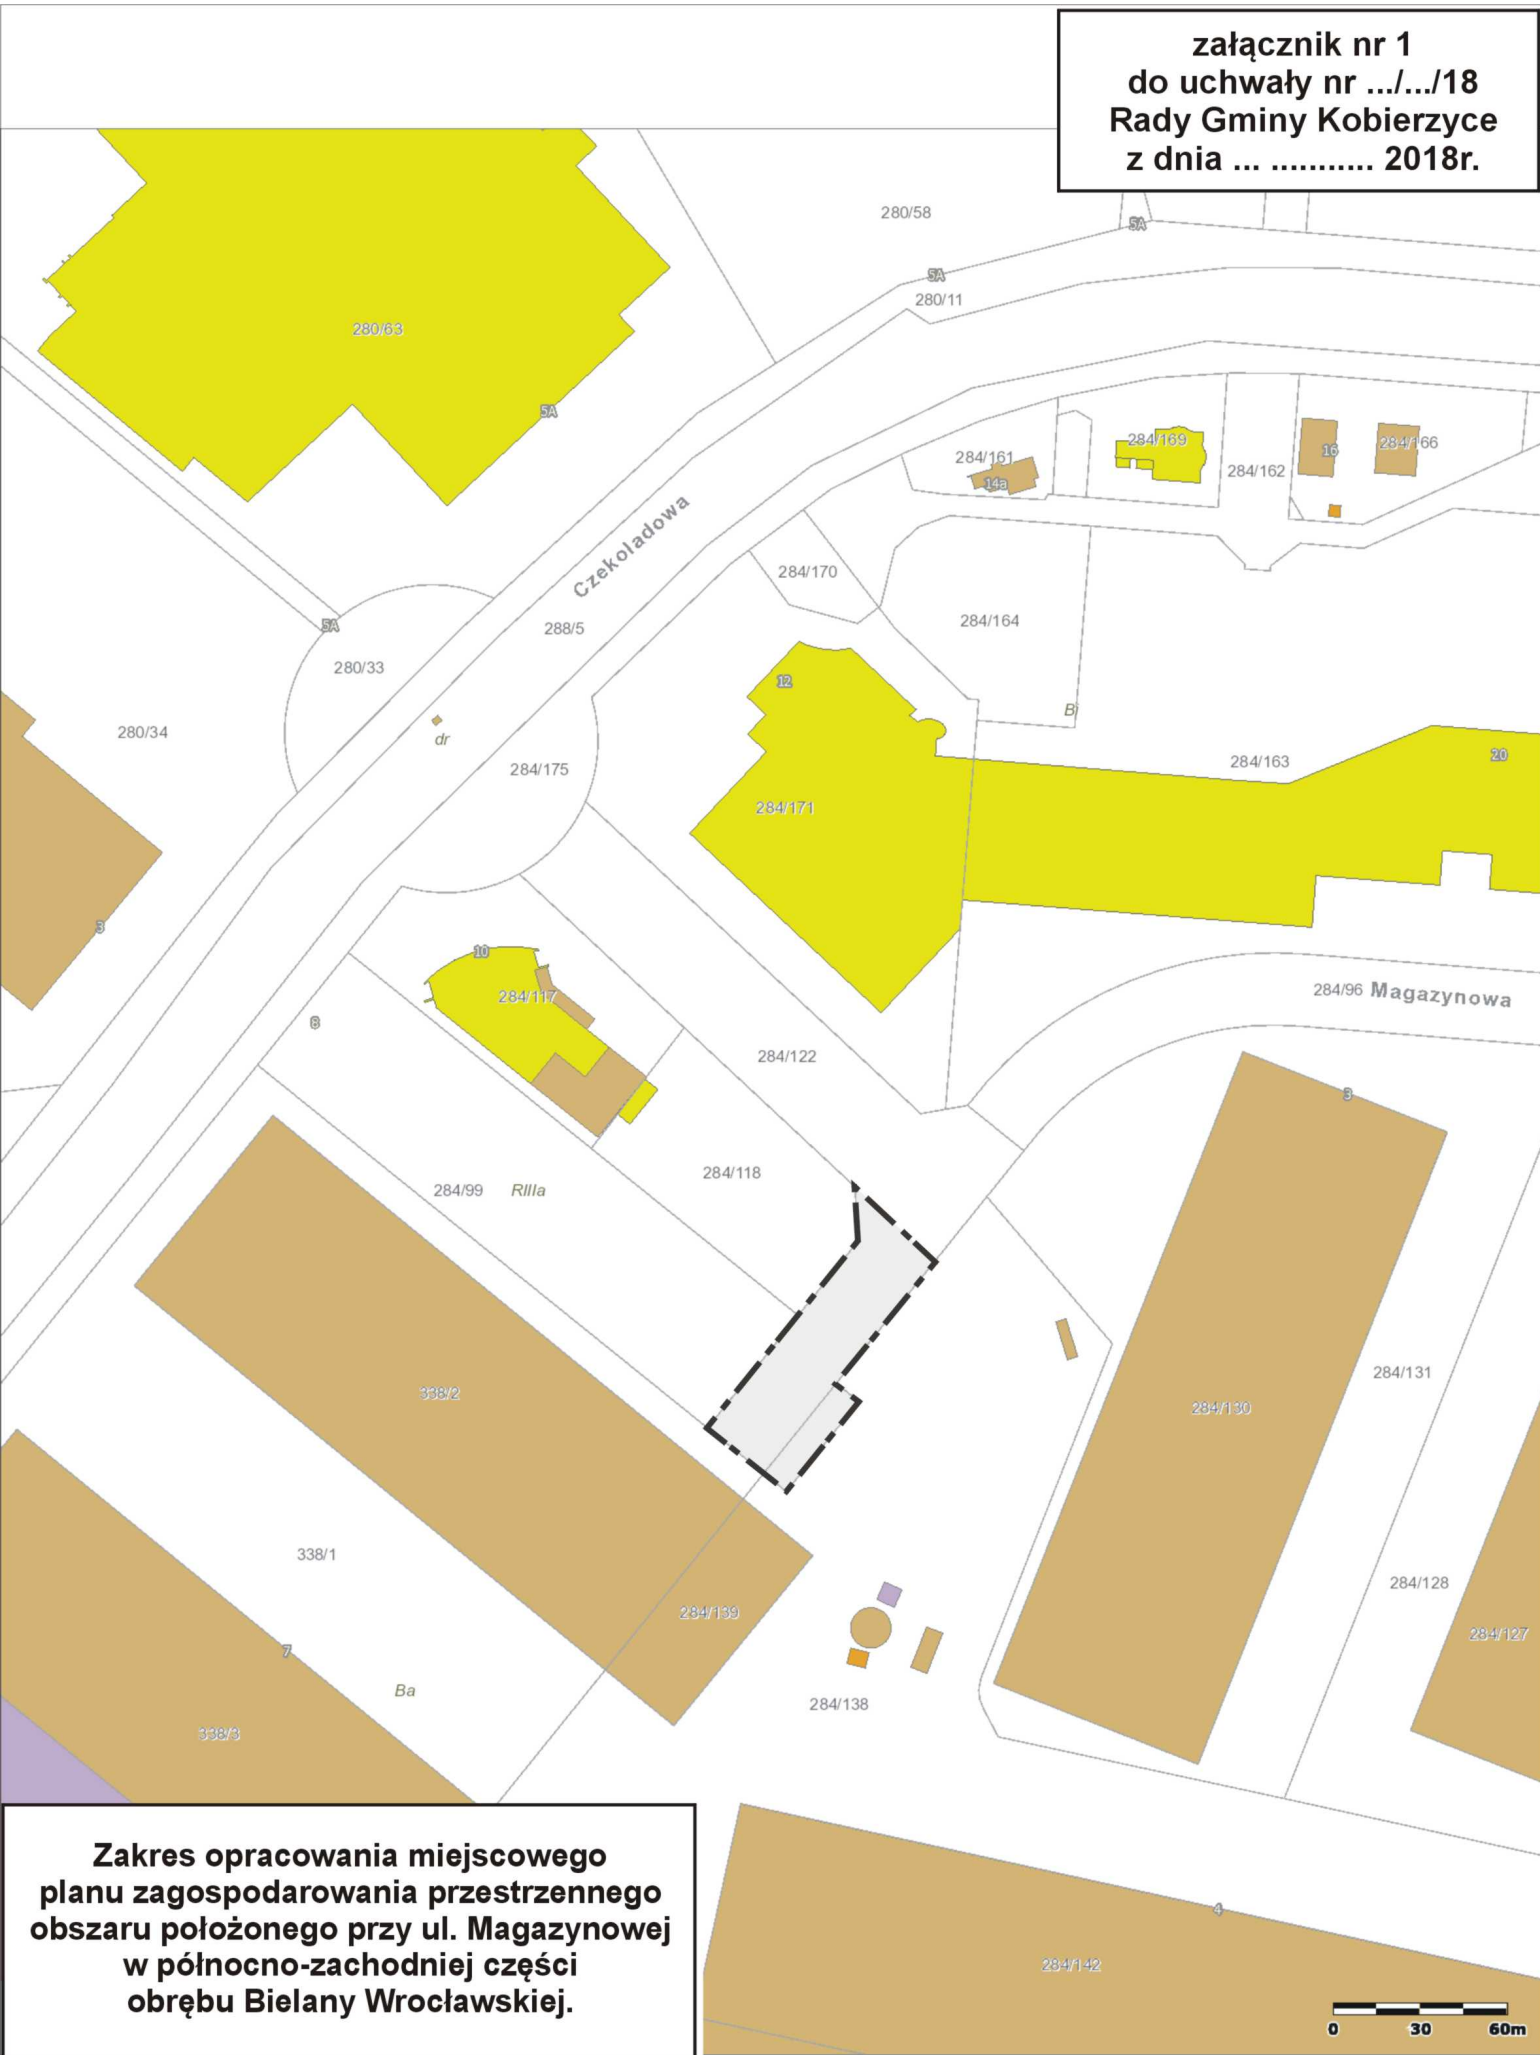 załącznik nr 1
do uchwały nr .../.../18
Rady Gminy Kobierzyce
z dnia ... ........... 2018r.
280/58
5A
5A
280/11
280/63
5A
284/169
284/161
14a
284/162
16
284/166
Czekoladowa
284/170
284/164
288/5
5A
280/33
12
Bi
280/34
dr
284/175
284/163
20
284/171
3
10
284/117
284/96 Magazynowa
8
284/122
3
284/118
284/99 RIIIa
284/131
338/2
284/130
338/1
284/128
284/139
284/127
7
Ba
284/138
338/3
Zakres opracowania miejscowego
planu zagospodarowania przestrzennego
obszaru położonego przy ul. Magazynowej
w północno-zachodniej części
obrębu Bielany Wrocławskiej.
4
284/142
0 30 60m